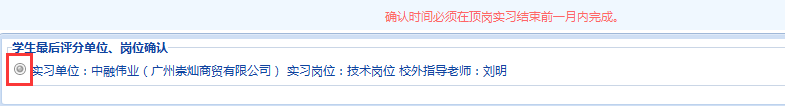 确认时间必须在顶岗实习结束前一月内完成。
学生最后评分单位、岗位确认
实习单位：中融伟业（广州崇灿商贸有限公司） 实习岗位：技术岗位 校外指导老师：刘明